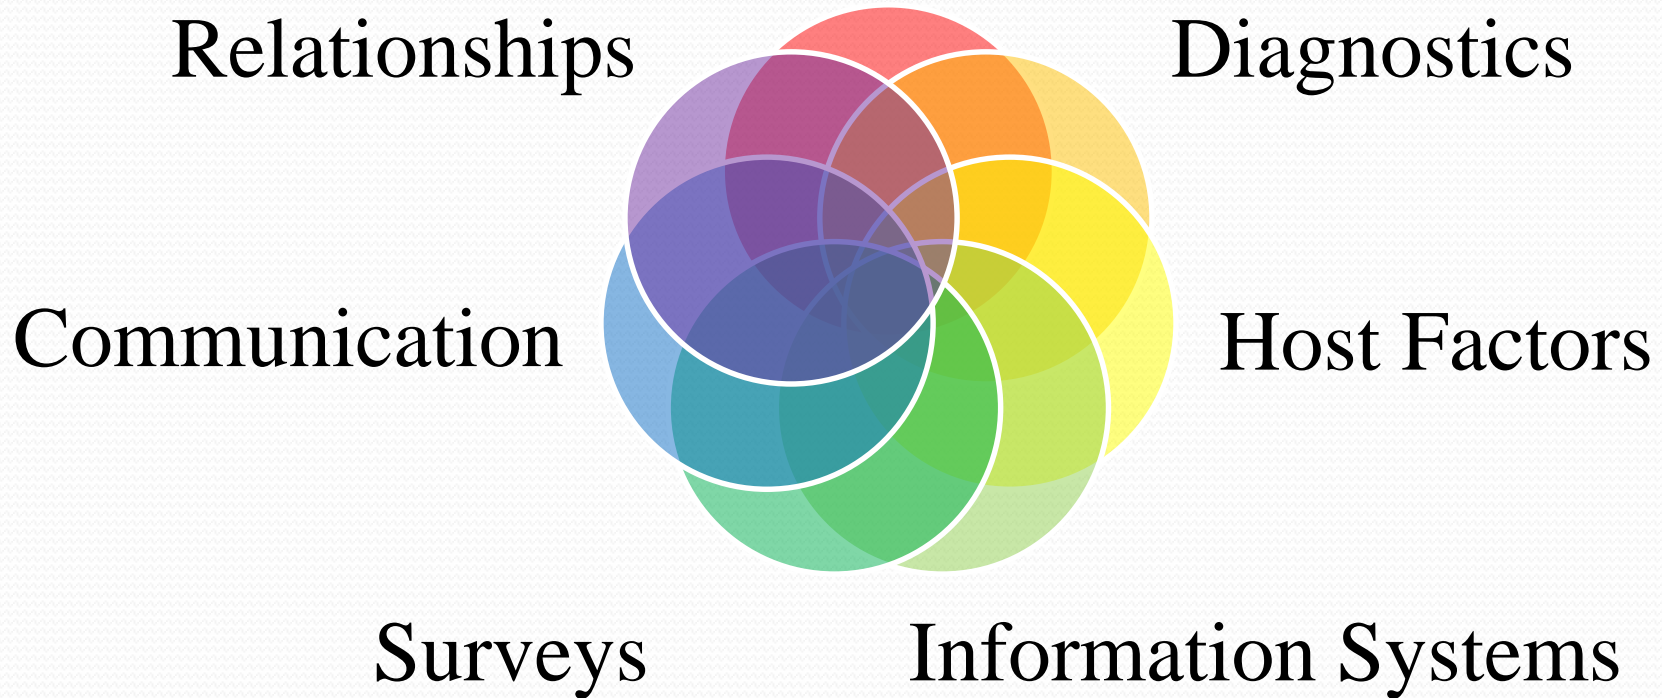 Relationships
Diagnostics
Communication
Host Factors
Surveys
Information Systems